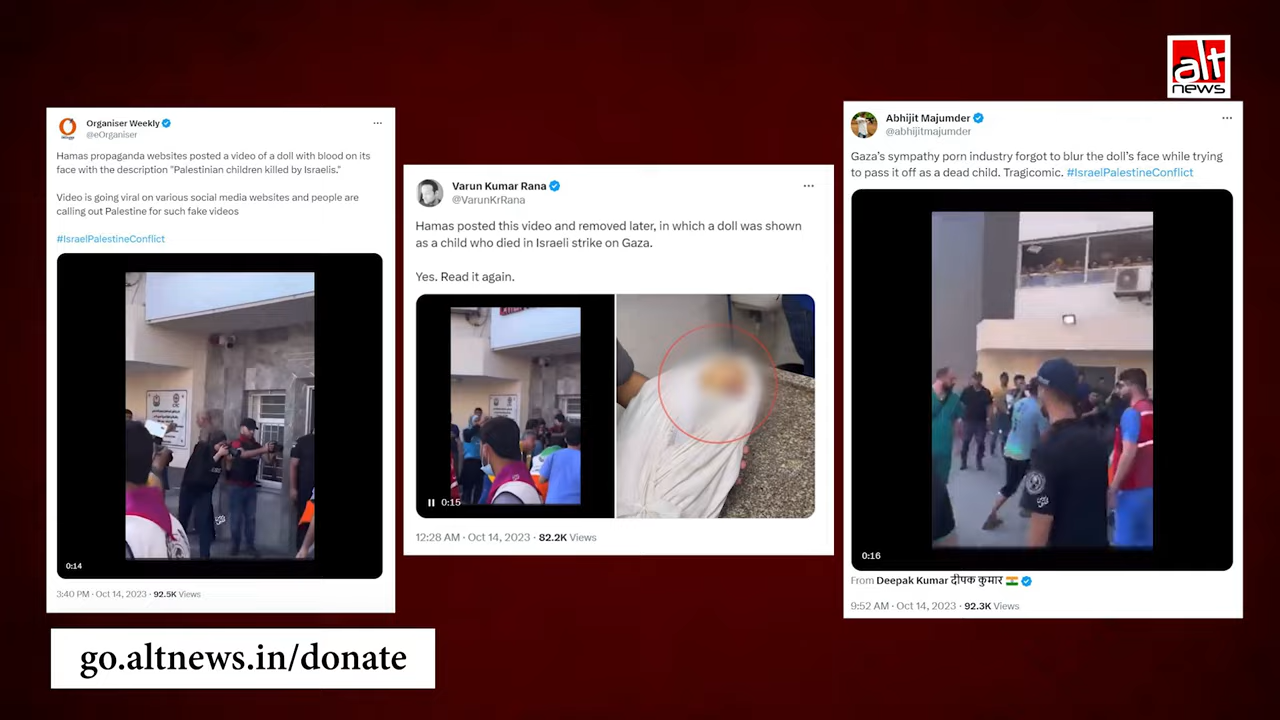 alt
news
Organiser Weekly
@eOrganiser
Hamas propaganda websites posted a video of a doll with blood on its
face with the description "Palestinian children killed by Israelis."
Video is going viral on various social media websites and people are
calling out Palestine for such fake videos
#IsraelPalestineConflict
0:14
3:40 PM · Oct 14, 2023 · 92.5K Views
Varun Kumar Rana
@VarunKrRana
Hamas posted this video and removed later, in which a doll was shown
as a child who died in Israeli strike on Gaza.
Yes. Read it again.
0:15
12:28 AM · Oct 14, 2023 · 82.2K Views
Abhijit Majumder
@abhijitmajumder
Gaza's sympathy porn industry forgot to blur the doll's face while trying
to pass it off as a dead child. Tragicomic. #IsraelPalestineConflict
0:16
From Deepak Kumar दीपक कुमार
9:52 AM · Oct 14, 2023 · 92.3K Views
go.altnews.in/donate